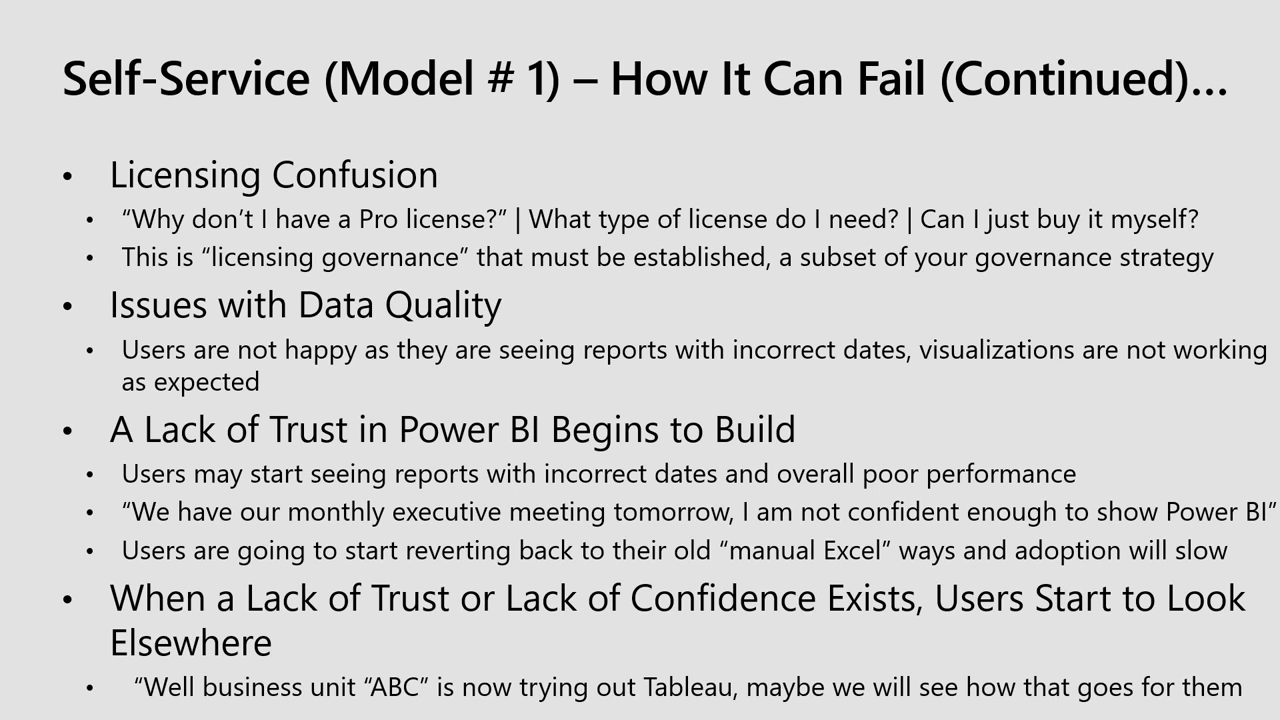 Self-Service (Model # 1) – How It Can Fail (Continued)...
• Licensing Confusion
• “Why don’t I have a Pro license?” | What type of license do I need? | Can I just buy it myself?
• This is “licensing governance” that must be established, a subset of your governance strategy
• Issues with Data Quality
• Users are not happy as they are seeing reports with incorrect dates, visualizations are not working
as expected
• A Lack of Trust in Power BI Begins to Build
• Users may start seeing reports with incorrect dates and overall poor performance
• “We have our monthly executive meeting tomorrow, I am not confident enough to show Power BI”
• Users are going to start reverting back to their old “manual Excel” ways and adoption will slow
• When a Lack of Trust or Lack of Confidence Exists, Users Start to Look
Elsewhere
• “Well business unit “ABC” is now trying out Tableau, maybe we will see how that goes for them